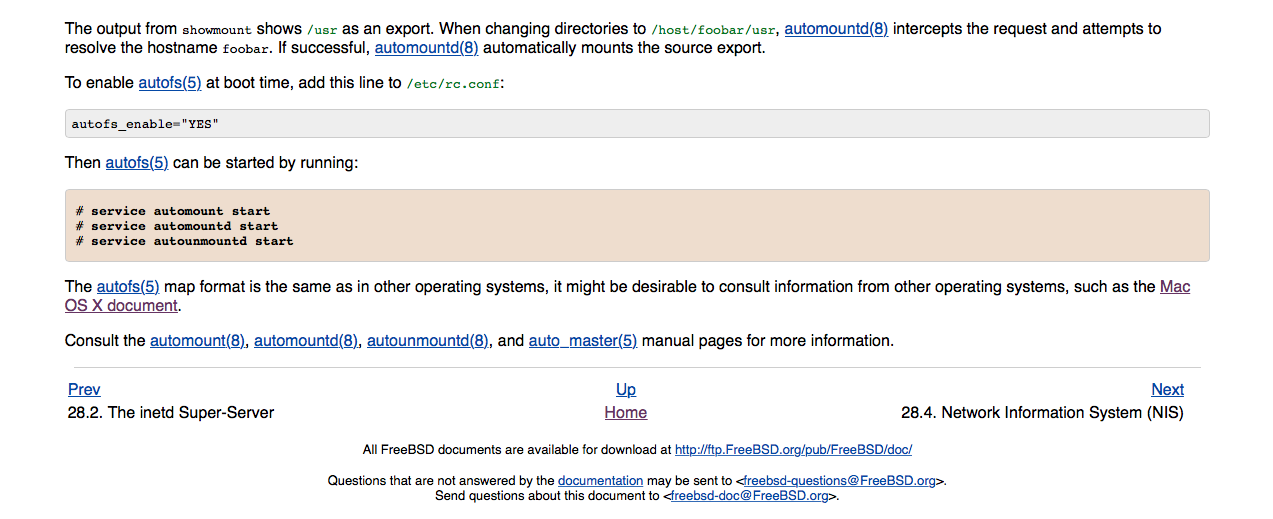 The output from showmount shows /usr as an export. When changing directories to /host/foobar/usr, automountd(8) intercepts the request and attempts to
resolve the hostname foobar. If successful, automountd(8) automatically mounts the source export.
To enable autofs(5) at boot time, add this line to /etc/rc.conf:
autofs_enable="YES"
Then autofs(5) can be started by running:
# service automount start
# service automountd start
# service autounmountd start
The autofs(5) map format is the same as in other operating systems, it might be desirable to consult information from other operating systems, such as the Mac
OS X document.
Consult the automount(8), automountd(8), autounmountd(8), and auto_master(5) manual pages for more information.
Prev Up Next
28.2. The inetd Super-Server Home 28.4. Network Information System (NIS)
All FreeBSD documents are available for download at http://ftp.FreeBSD.org/pub/FreeBSD/doc/
Questions that are not answered by the documentation may be sent to <freebsd-questions@FreeBSD.org>.
Send questions about this document to <freebsd-doc@FreeBSD.org>.